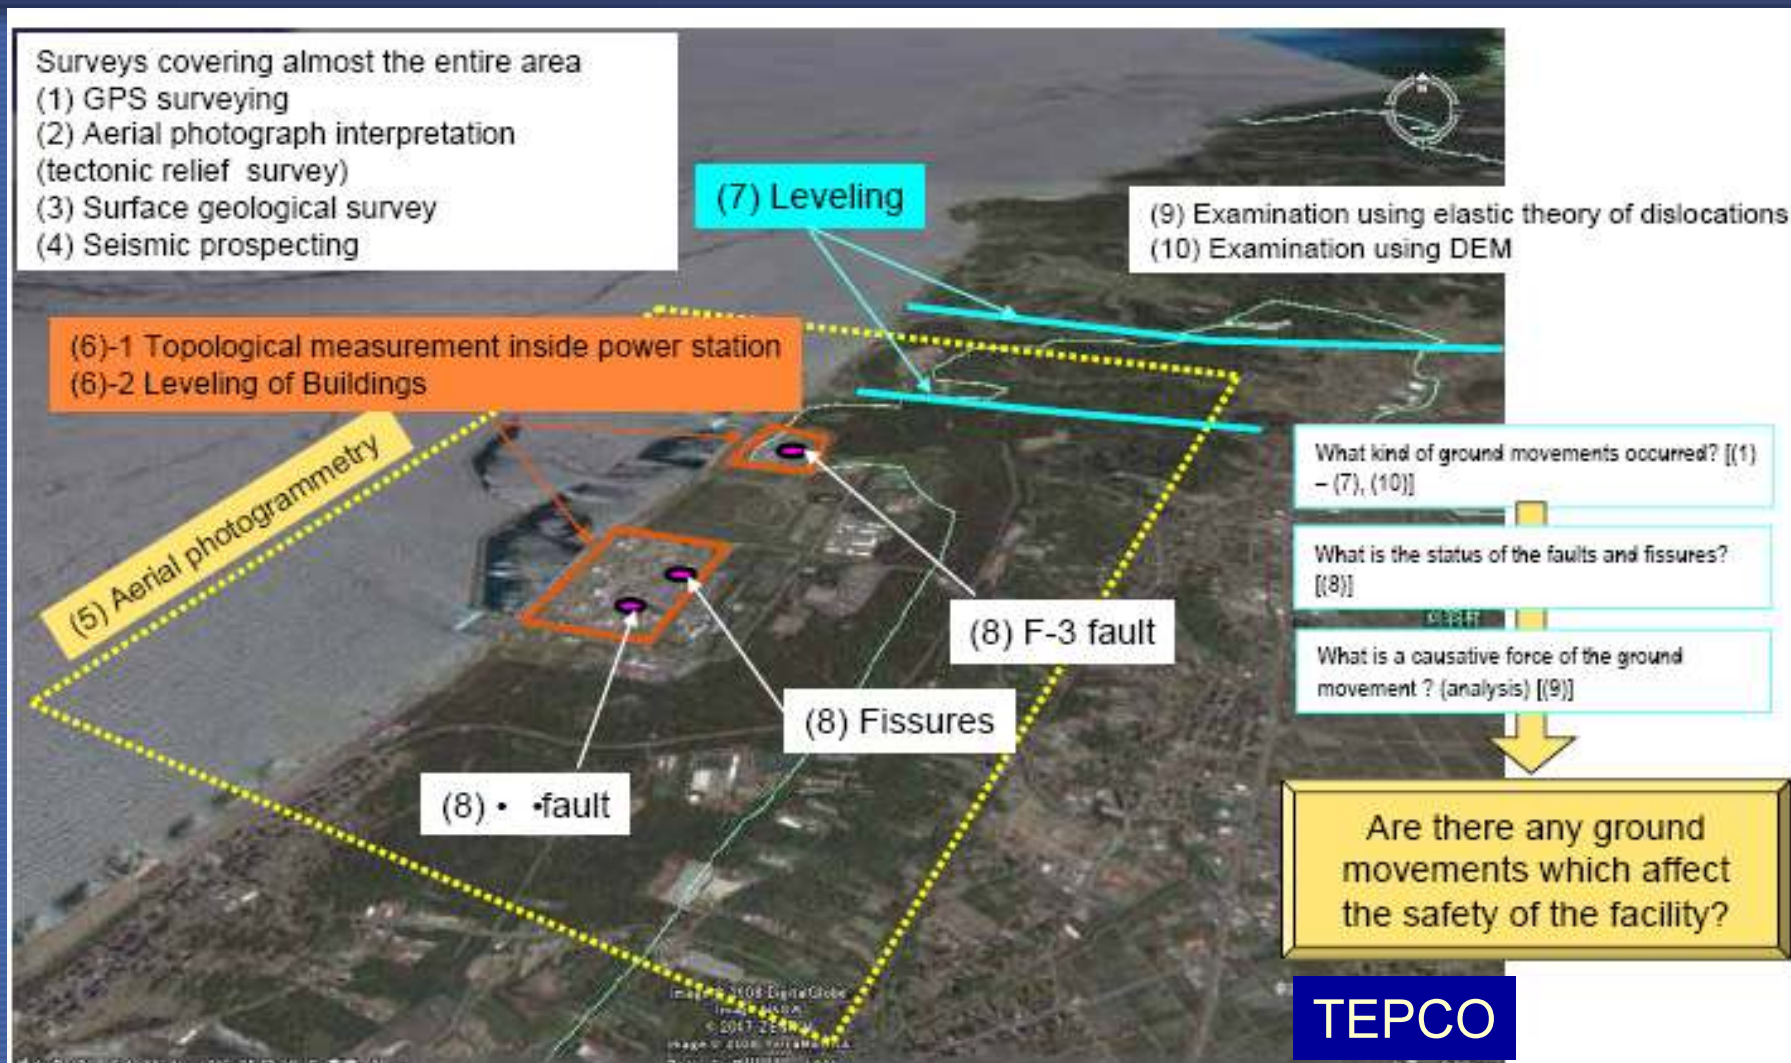 Surveys covering almost the entire area
(1) GPS surveying
(2) Aerial photograph interpretation
(tectonic relief survey)
(3) Surface geological survey
(4) Seismic prospecting
(7) Leveling
(9) Examination using elastic theory of dislocations
(10) Examination using DEM
(6)-1 Topological measurement inside power station
(6)-2 Leveling of Buildings
(5) Aerial photogrammetry
What kind of ground movements occurred? [(1)
– (7), (10)]
What is the status of the faults and fissures?
[(8)]
What is a causative force of the ground
movement ? (analysis) [(9)]
(8) F-3 fault
(8) Fissures
(8) • •fault
Are there any ground
movements which affect
the safety of the facility?
TEPCO